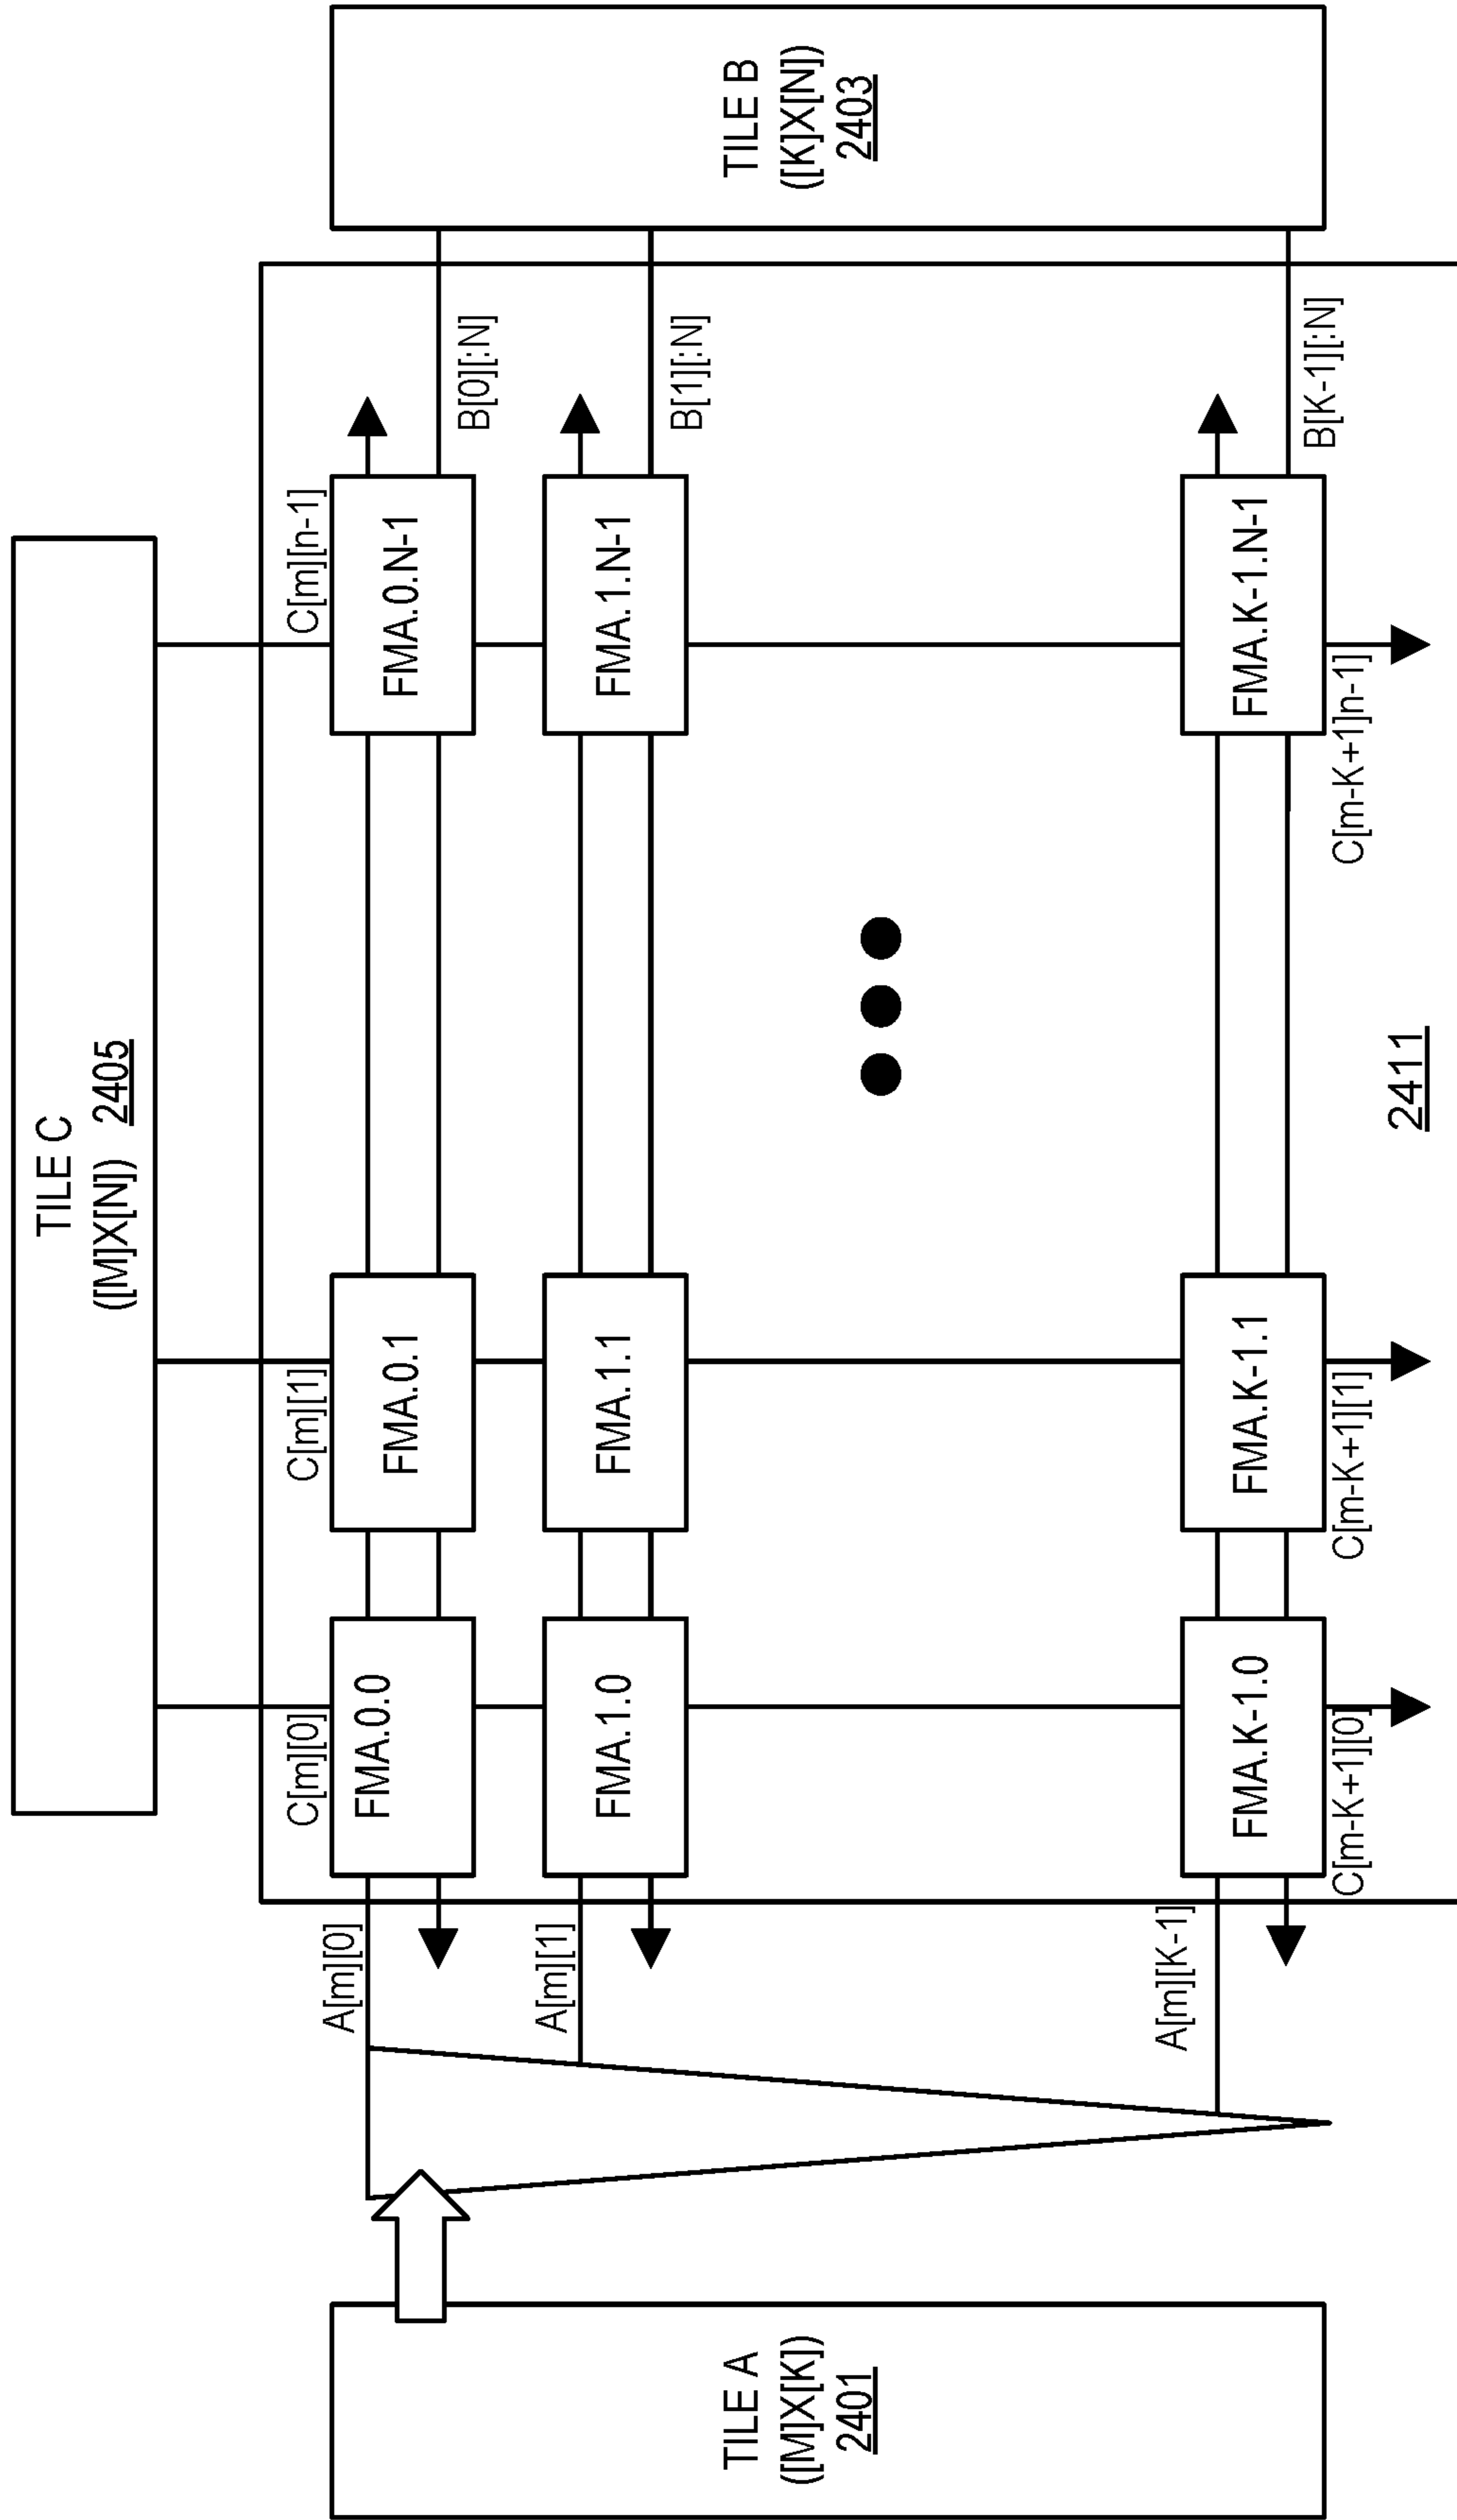 TILE C
([M]X[N]) 2405
TILE A
([M]X[K])
2401
TILE B
([K]X[N])
2403
C[m][0]
C[m][1]
C[m][n-1]
A[m][0]
FMA.0.0
FMA.0.1
FMA.0.N-1
B[0][:N]
A[m][1]
FMA.1.0
FMA.1.1
FMA.1.N-1
B[1][:N]
A[m][K-1]
FMA.K-1.0
FMA.K-1.1
FMA.K-1.N-1
B[K-1][:N]
C[m-K+1][0]
C[m-K+1][1]
C[m-K+1]n-1]
2411